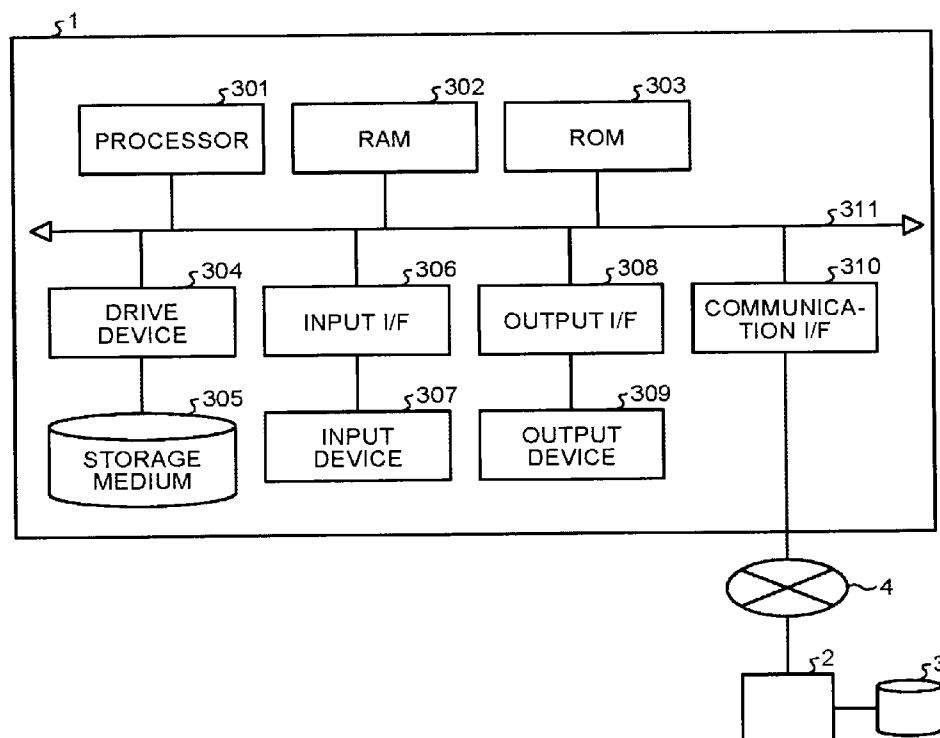 1
301
302
303
PROCESSOR
RAM
ROM
311
304
306
308
310
DRIVE
DEVICE
INPUT I/F
OUTPUT I/F
COMMUNICA-
TION I/F
305
307
309
STORAGE
MEDIUM
INPUT
DEVICE
OUTPUT
DEVICE
4
2
3